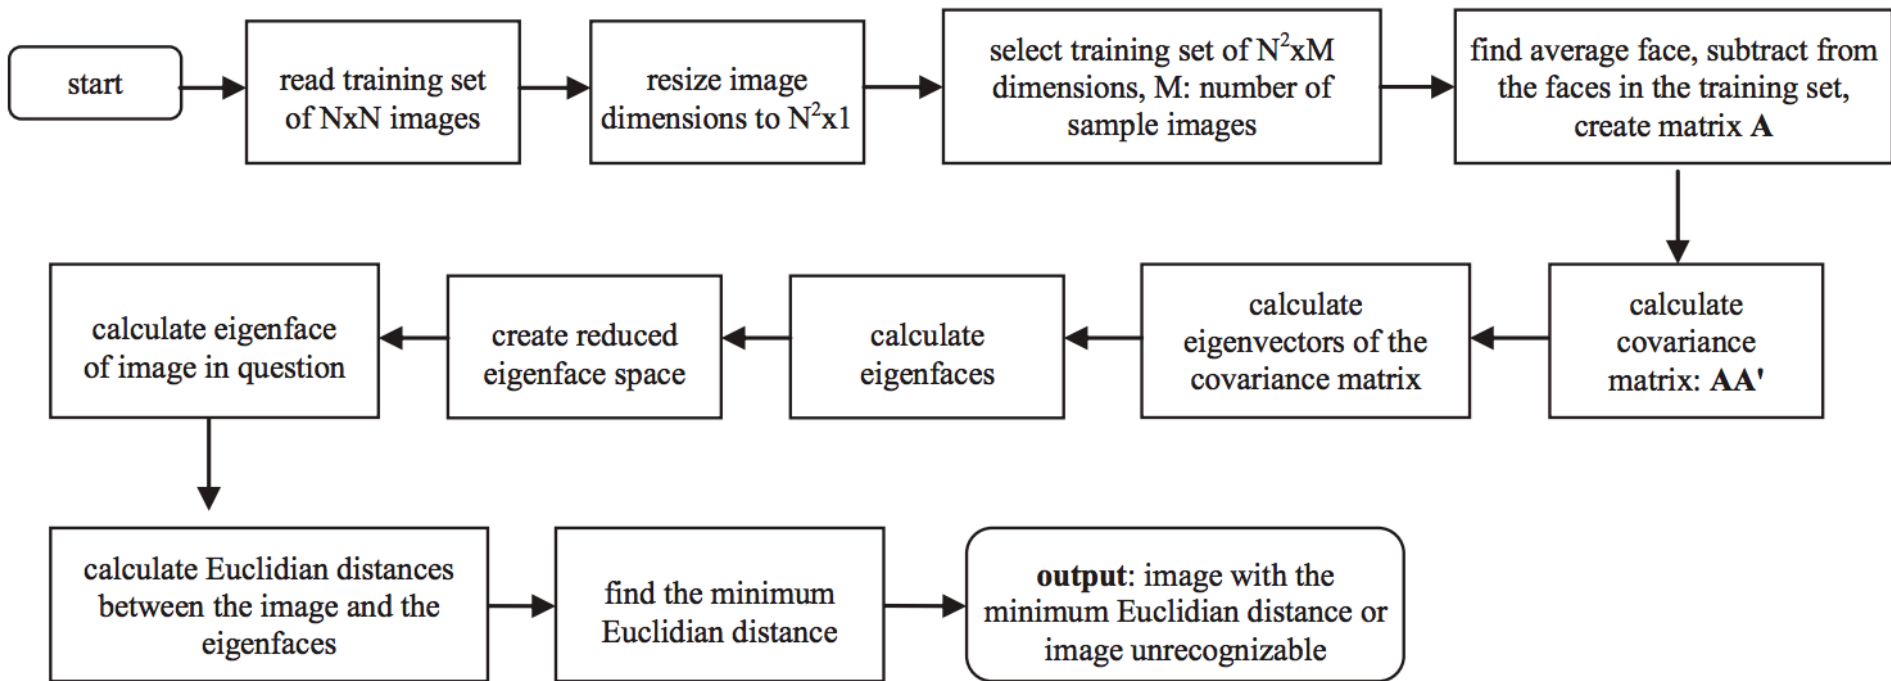 start
read training set
of NxN images
resize image
dimensions to N²x1
select training set of N²xM
dimensions, M: number of
sample images
find average face, subtract from
the faces in the training set,
create matrix A
calculate
covariance
matrix: AA'
calculate
eigenvectors of the
covariance matrix
calculate
eigenfaces
create reduced
eigenface space
calculate eigenface
of image in question
calculate Euclidian distances
between the image and the
eigenfaces
find the minimum
Euclidian distance
output: image with the
minimum Euclidian distance or
image unrecognizable